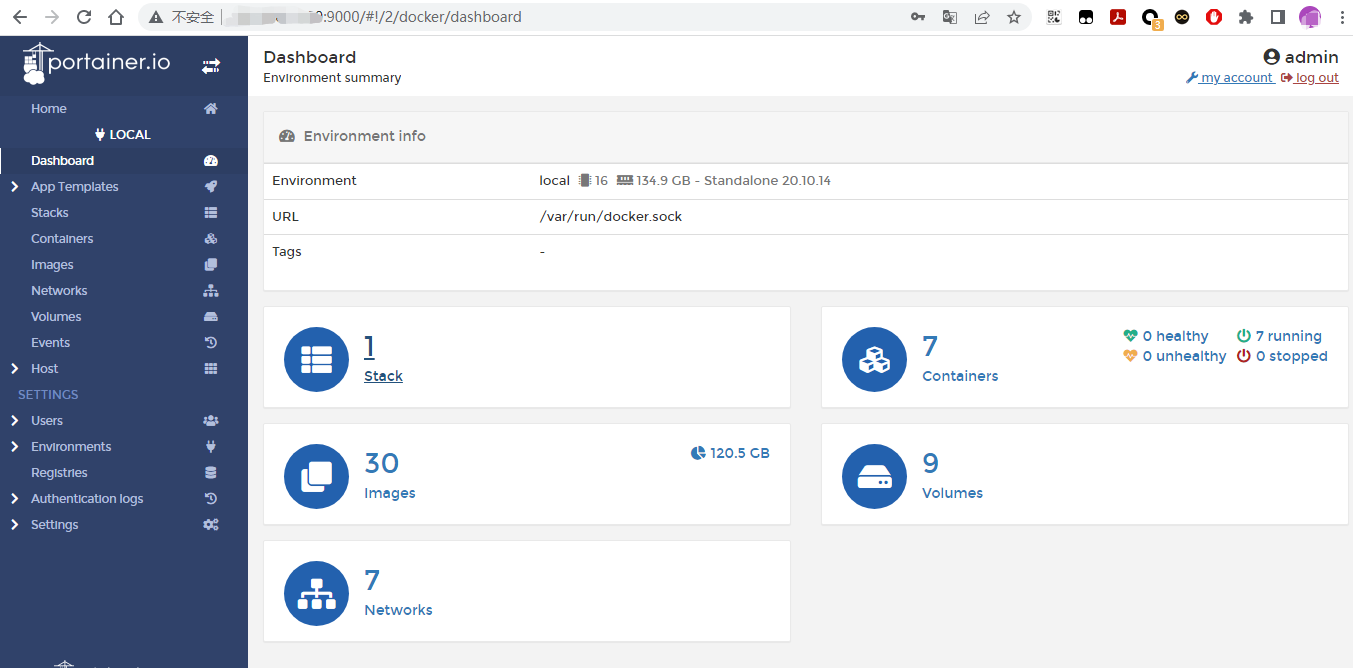 不安全 :9000/#!/2/docker/dashboard
3
portainer.io
Dashboard
admin
Environment summary
my account log out
Home
LOCAL
Dashboard
App Templates
Stacks
Containers
Images
Networks
Volumes
Events
Host
SETTINGS
Users
Environments
Registries
Authentication logs
Settings
Environment info
Environment local 16 134.9 GB - Standalone 20.10.14
URL /var/run/docker.sock
Tags -
1
Stack
7
Containers
0 healthy 7 running
0 unhealthy 0 stopped
30
Images
120.5 GB
9
Volumes
7
Networks